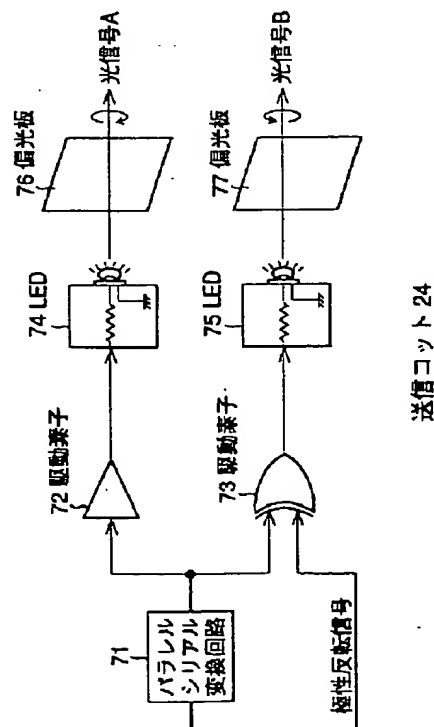 光信号A
光信号B
76 偏光板
77 偏光板
74 LED
75 LED
72 駆動素子
73 駆動素子
71
パラレル
シリアル
変換回路
極性反転信号
送信コット 24